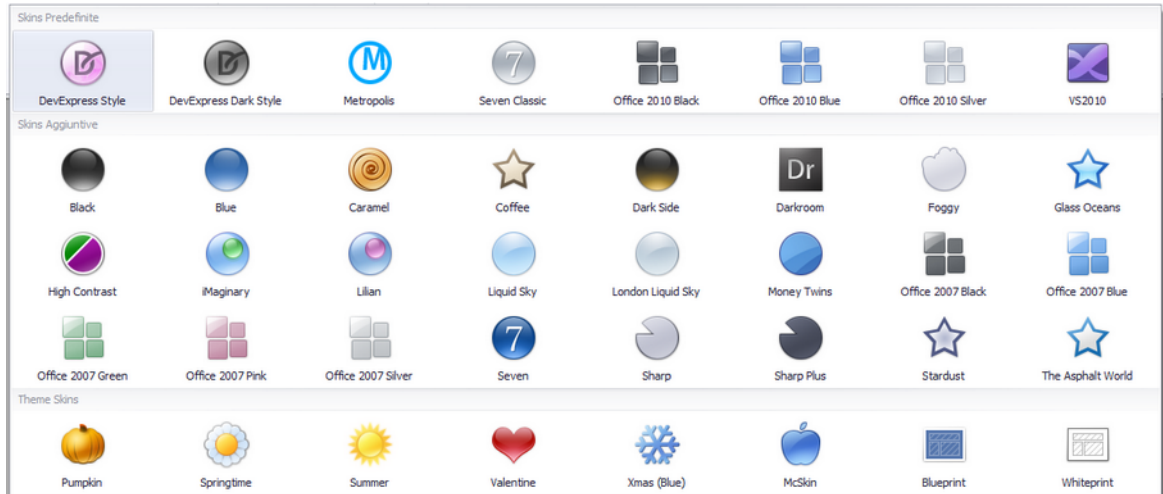 Skins Predefinite
DevExpress Style DevExpress Dark Style Metropolis Seven Classic Office 2010 Black Office 2010 Blue Office 2010 Silver VS2010
Skins Aggiuntive
Dr
Black Blue Caramel Coffee Dark Side Darkroom Foggy Glass Oceans
High Contrast iMaginary Lilian Liquid Sky London Liquid Sky Money Twins Office 2007 Black Office 2007 Blue
7
Office 2007 Green Office 2007 Pink Office 2007 Silver Seven Sharp Sharp Plus Stardust The Asphalt World
Theme Skins
Pumpkin Springtime Summer Valentine Xmas (Blue) McSkin Blueprint Whiteprint